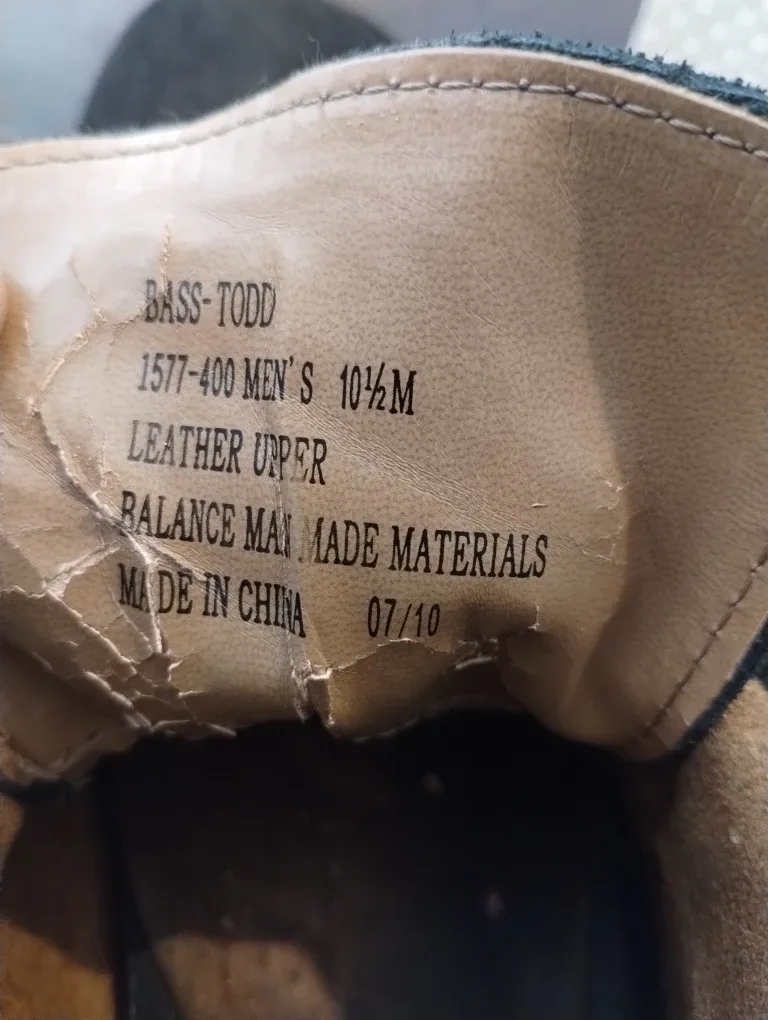 BASS-TODD
1577-400 MEN'S 10½M
LEATHER UPPER
BALANCE MAN MADE MATERIALS
MADE IN CHINA 07/10